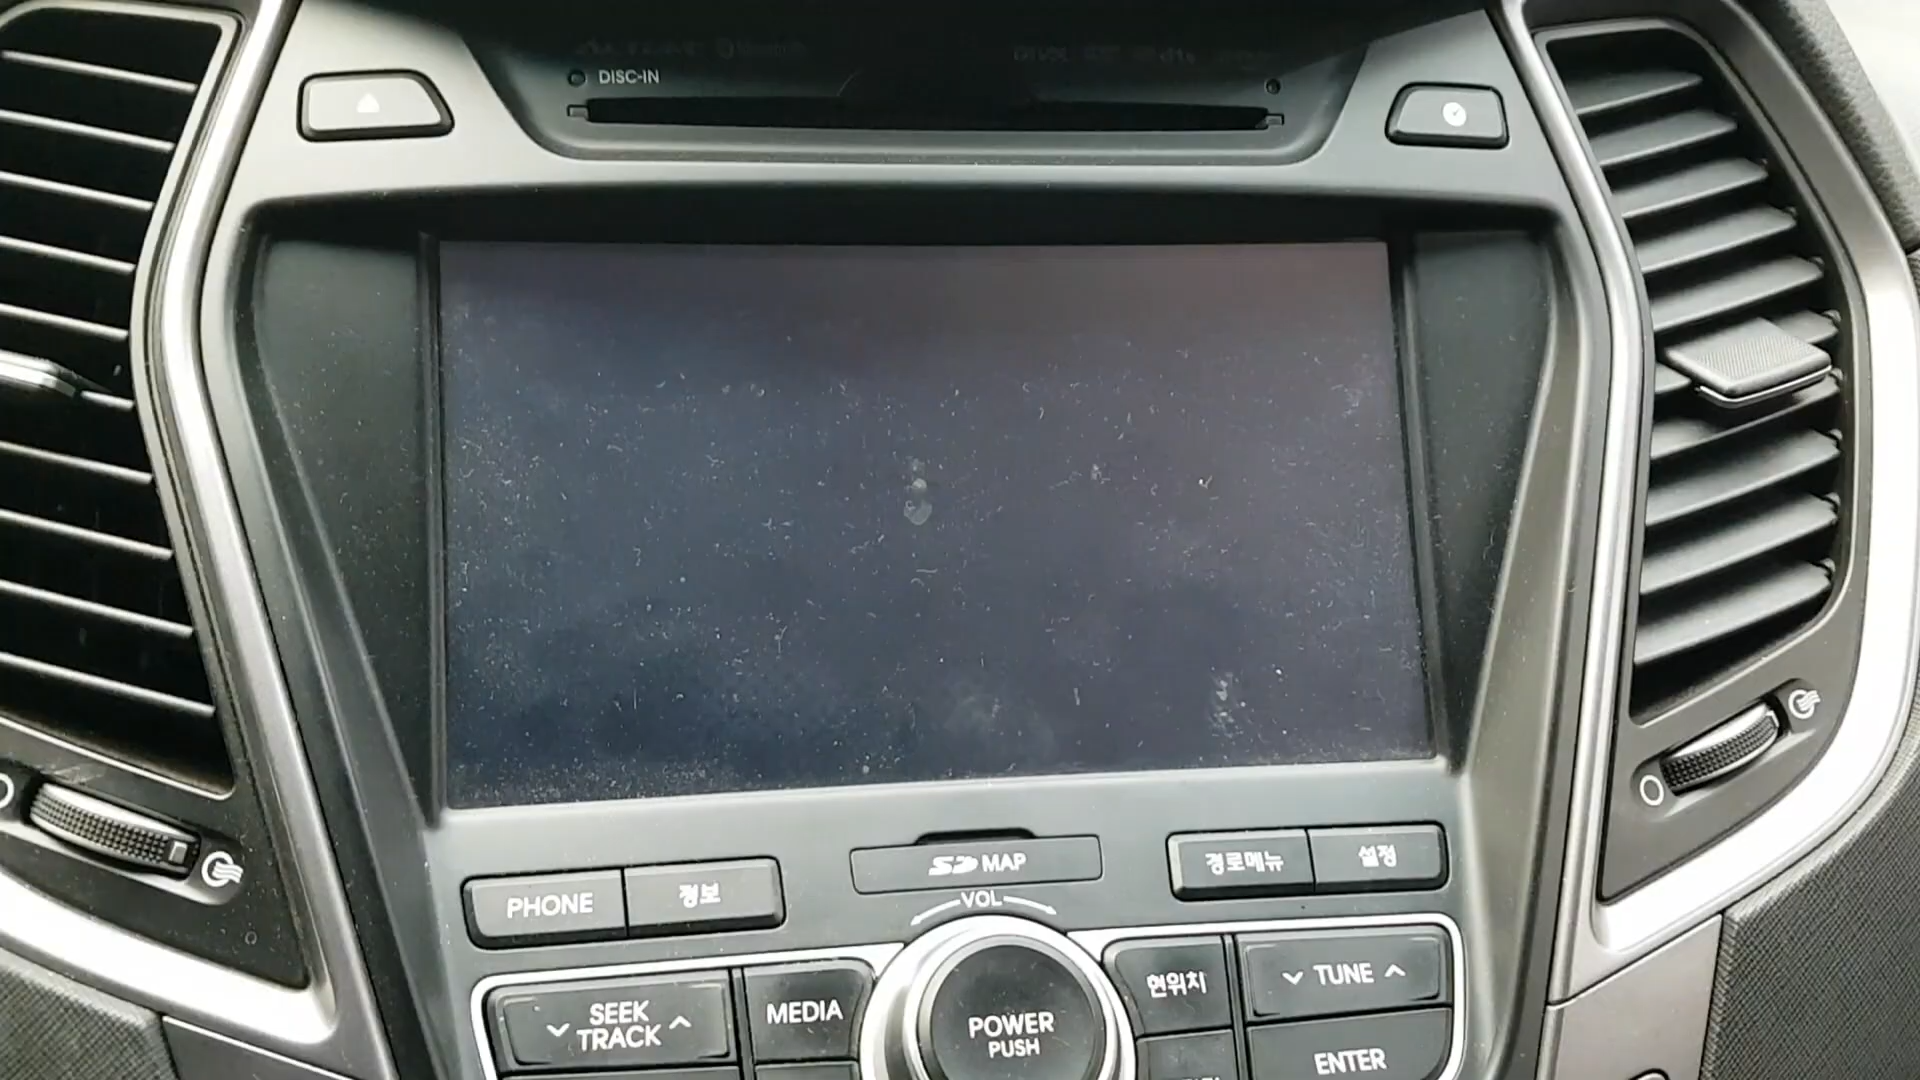 DISC-IN
SD MAP
경로메뉴
설정
PHONE
정보
VOL
현위치
TUNE
SEEK
TRACK
MEDIA
POWER
PUSH
ENTER